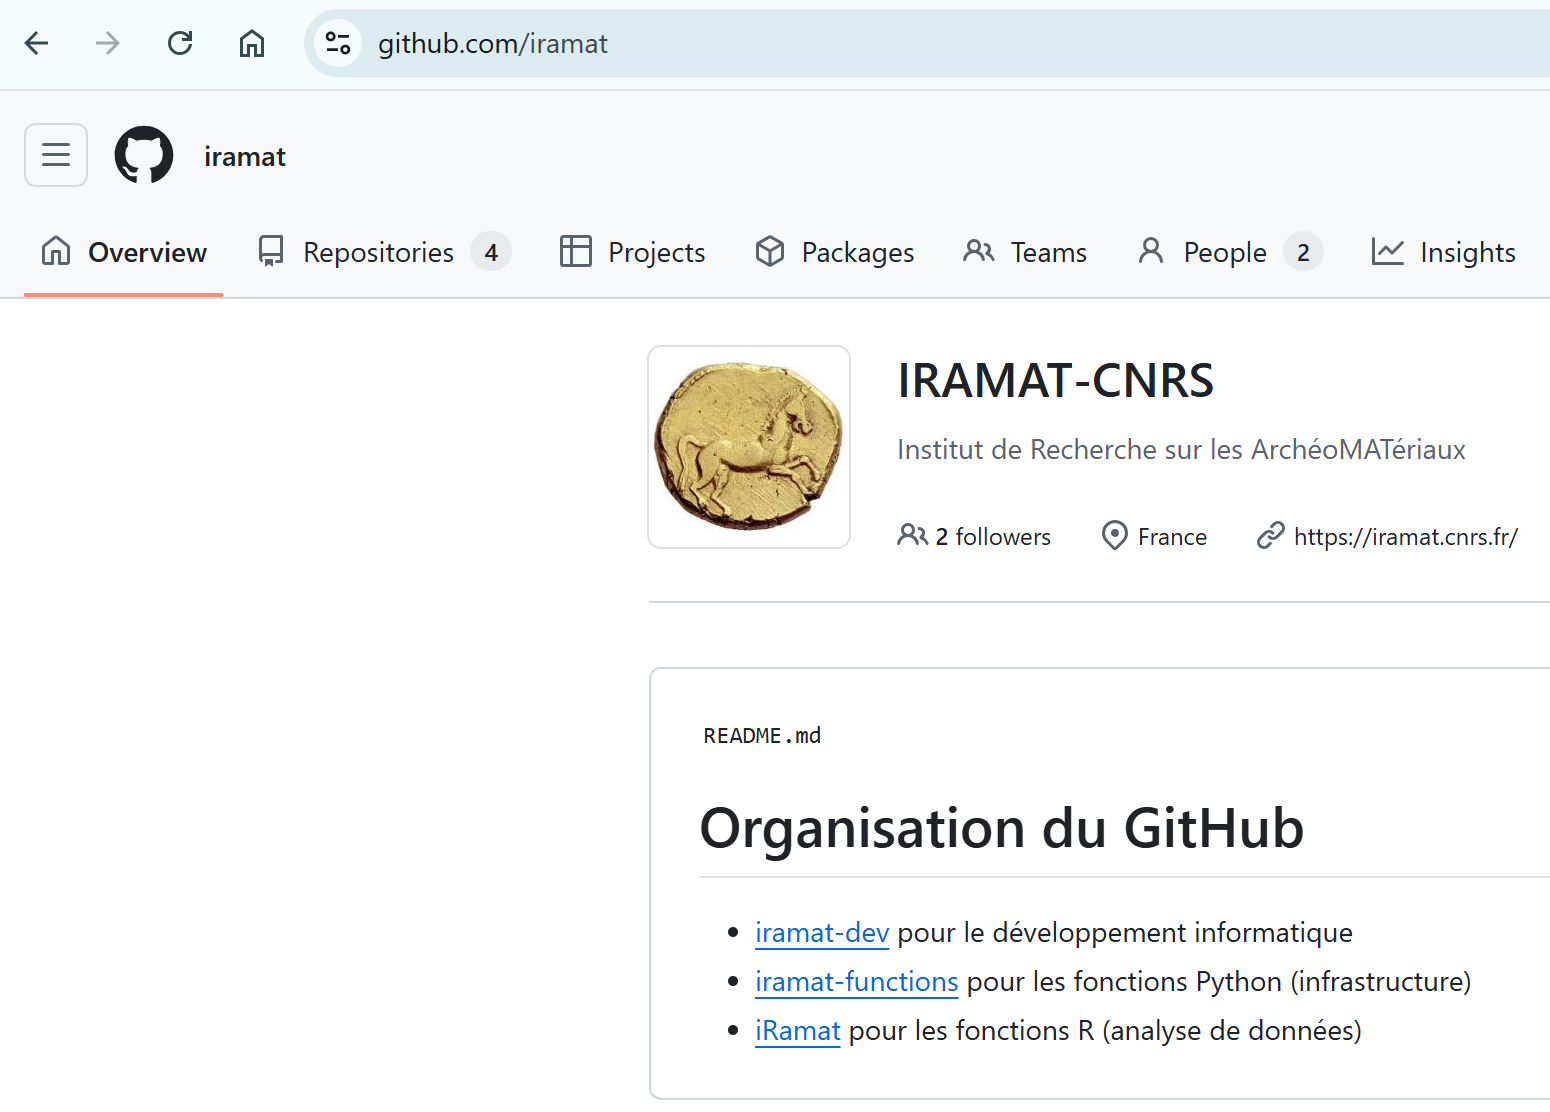 github.com/iramat
iramat
Overview Repositories 4 Projects Packages Teams People 2 Insights
IRAMAT-CNRS
Institut de Recherche sur les ArchéoMATériaux
2 followers France https://iramat.cnrs.fr/
README.md
Organisation du GitHub
iramat-dev pour le développement informatique
iramat-functions pour les fonctions Python (infrastructure)
iRamat pour les fonctions R (analyse de données)